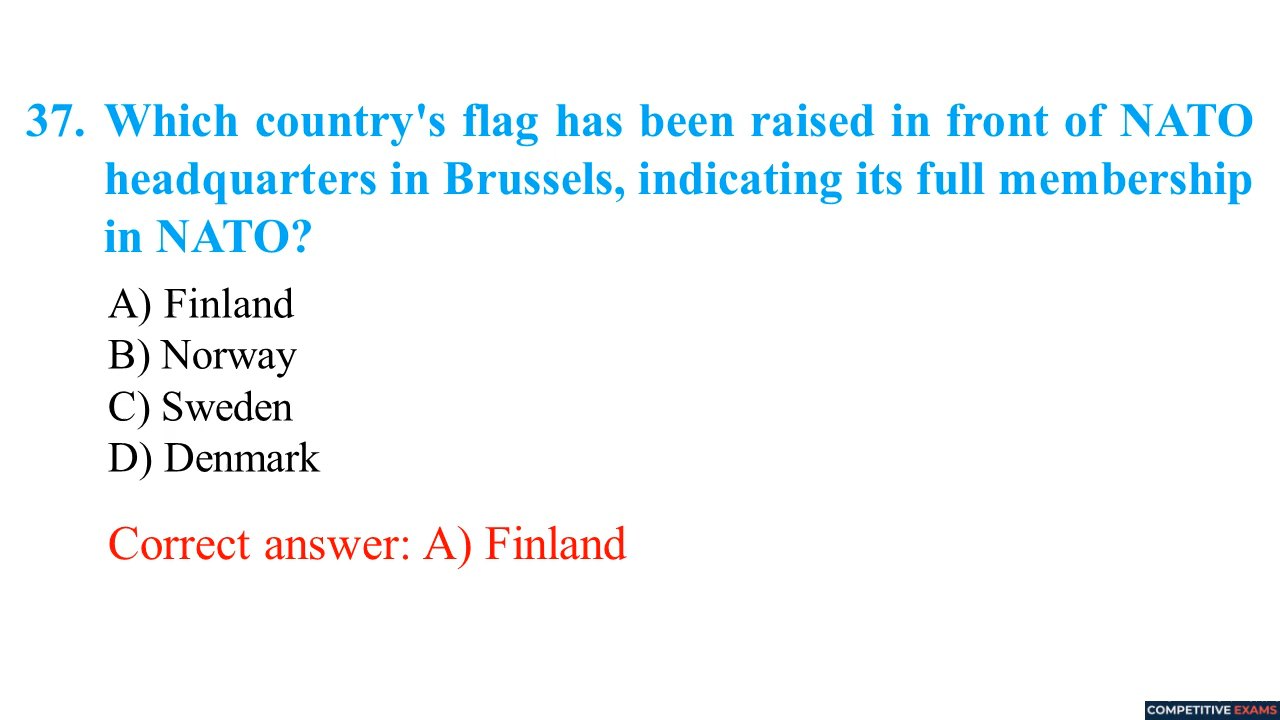 37. Which country's flag has been raised in front of NATO
headquarters in Brussels, indicating its full membership
in NATO?
A) Finland
B) Norway
C) Sweden
D) Denmark
Correct answer: A) Finland
COMPETITIVE EXAMS